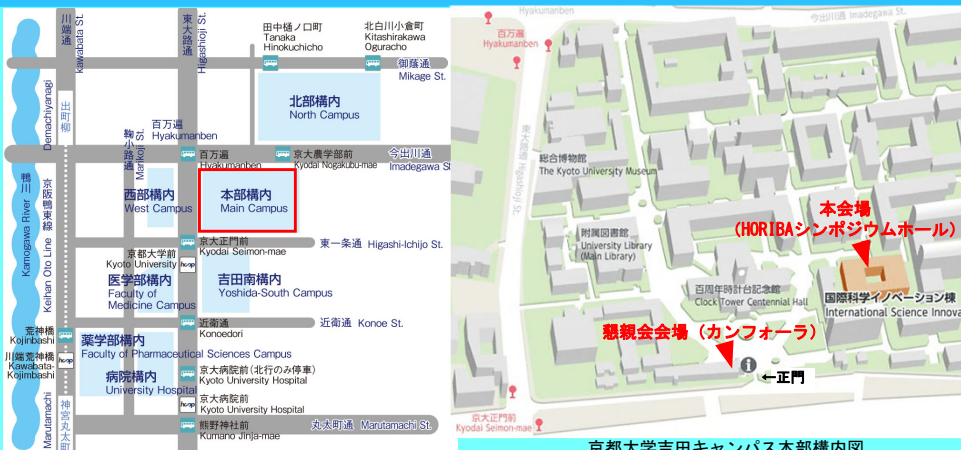 川端通
Kawabata St.
東大路通
Higashioji St.
田中樋ノ口町
Tanaka
Hinokuchicho
北白川小倉町
Kitashirakawa
Oguracho
御蔭通
Mikage St.
北部構内
North Campus
出町柳
Demachiyanagi
鞠小路通
Marikoji St.
百万遍
Hyakumanben
百万遍
Hyakumanben
京大農学部前
Kyodai Nogakubu-mae
今出川通
Imadegawa St
鴨川
Kamogawa River
京阪鴨東線
Keihan Oto Line
西部構内
West Campus
本部構内
Main Campus
京大正門前
Kyodai Seimon-mae
東一条通 Higashi-Ichijo St.
京都大学前
Kyoto University
hoop
医学部構内
Faculty of
Medicine Campus
吉田南構内
Yoshida-South Campus
近衛通
Konoedori
近衛通 Konoe St.
荒神橋
Kojinbashi
川端荒神橋
Kawabata-
Kojimbashi
hoop
薬学部構内
Faculty of Pharmaceutical Sciences Campus
病院構内
University Hospital
京大病院前(北行のみ停車)
Kyoto University Hospital
hoop
京大病院前
Kyoto University Hospital
神宮丸太町
Marutamachi
熊野神社前
Kumano Jinja-mae
丸太町通 Marutamachi St.
Hyakumanben
百万遍
Hyakumanben
今出川通 Imadegawa St.
東大路通 Higashioji St.
総合博物館
The Kyoto University Museum
附属図書館
University Library
(Main Library)
百周年時計台記念館
Clock Tower Centennial Hall
本会場
(HORIBAシンポジウムホール)
国際科学イノベーション棟
International Science Innova
懇親会会場(カンフォーラ)
←正門
京大正門前
Kyodai Seimon-mae
京都大学吉田キャンパス本部構内図